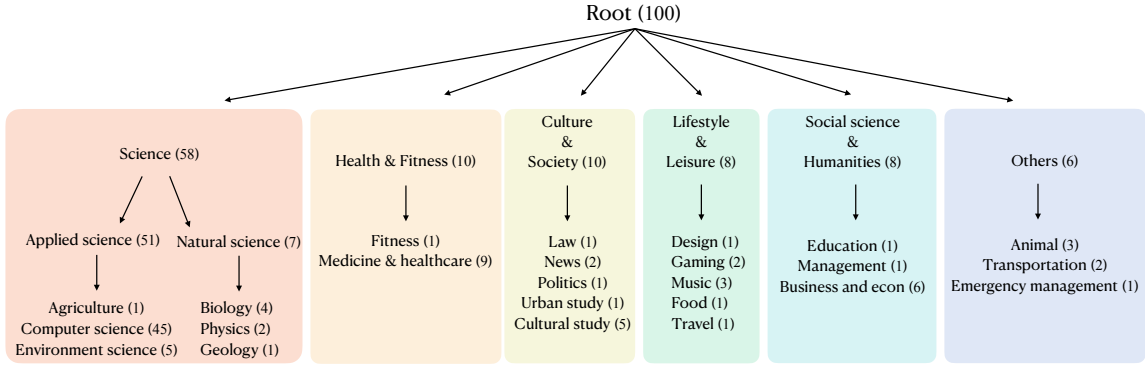 Root (100)
Science (58)
Applied science (51)
Agriculture (1)
Computer science (45)
Environment science (5)
Natural science (7)
Biology (4)
Physics (2)
Geology (1)
Health & Fitness (10)
Fitness (1)
Medicine & healthcare (9)
Culture
&
Society (10)
Law (1)
News (2)
Politics (1)
Urban study (1)
Cultural study (5)
Lifestyle
&
Leisure (8)
Design (1)
Gaming (2)
Music (3)
Food (1)
Travel (1)
Social science
&
Humanities (8)
Education (1)
Management (1)
Business and econ (6)
Others (6)
Animal (3)
Transportation (2)
Emergency management (1)